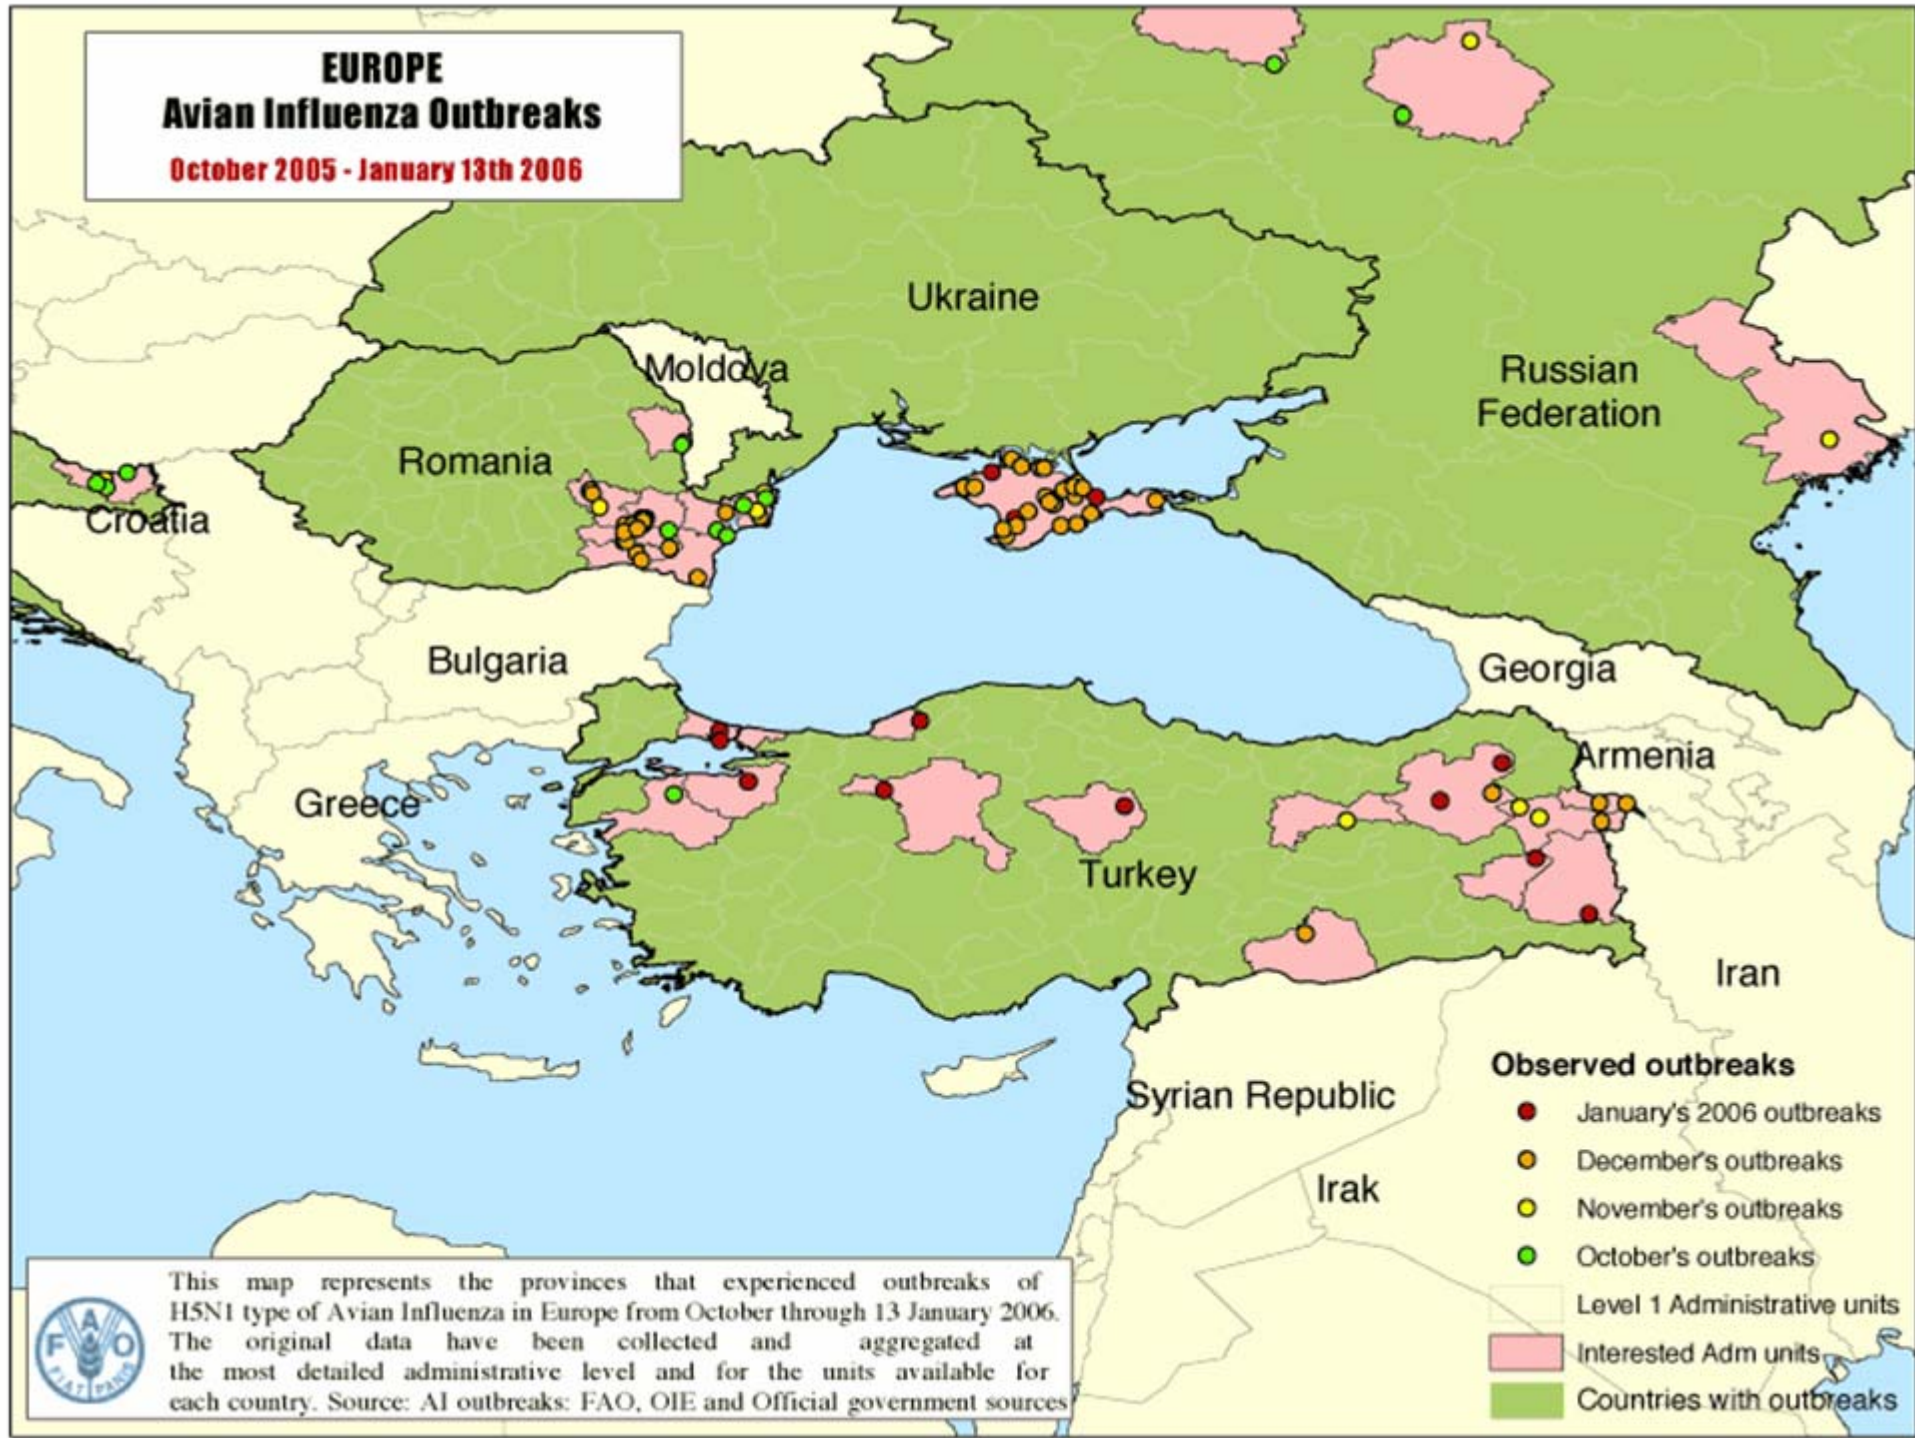 EUROPE
Avian Influenza Outbreaks
October 2005 - January 13th 2006
Ukraine
Moldova
Russian
Federation
Romania
Croatia
Bulgaria
Georgia
Armenia
Greece
Turkey
Iran
Syrian Republic
Irak
Observed outbreaks
January's 2006 outbreaks
December's outbreaks
November's outbreaks
October's outbreaks
Level 1 Administrative units
Interested Adm units
Countries with outbreaks
This map represents the provinces that experienced outbreaks of
H5N1 type of Avian Influenza in Europe from October through 13 January 2006.
The original data have been collected and aggregated at
the most detailed administrative level and for the units available for
each country. Source: AI outbreaks: FAO, OIE and Official government sources
F A O
FIAT PANIS